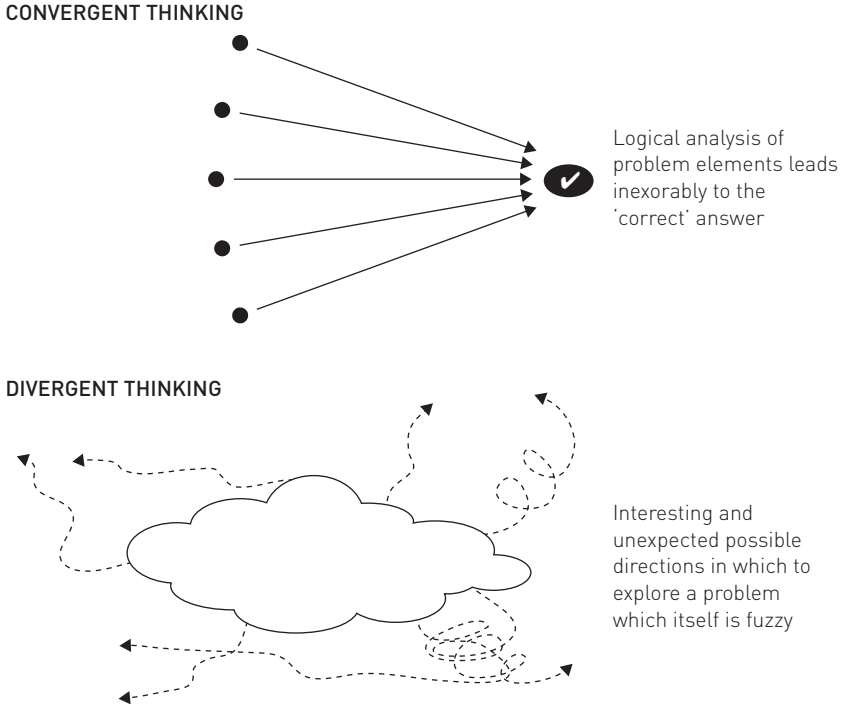 CONVERGENT THINKING
Logical analysis of
problem elements leads
inexorably to the
‘correct’ answer
DIVERGENT THINKING
Interesting and
unexpected possible
directions in which to
explore a problem
which itself is fuzzy